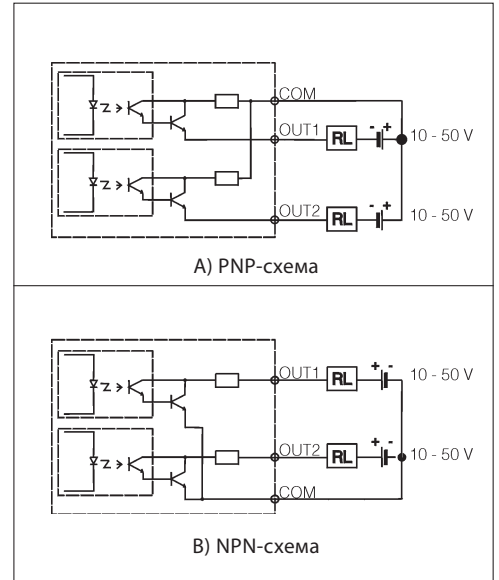 COM
OUT1 RL - + 10 - 50 V
OUT2 RL - + 10 - 50 V
A) PNP-схема
OUT1 RL + - 10 - 50 V
OUT2 RL + - 10 - 50 V
COM
B) NPN-схема